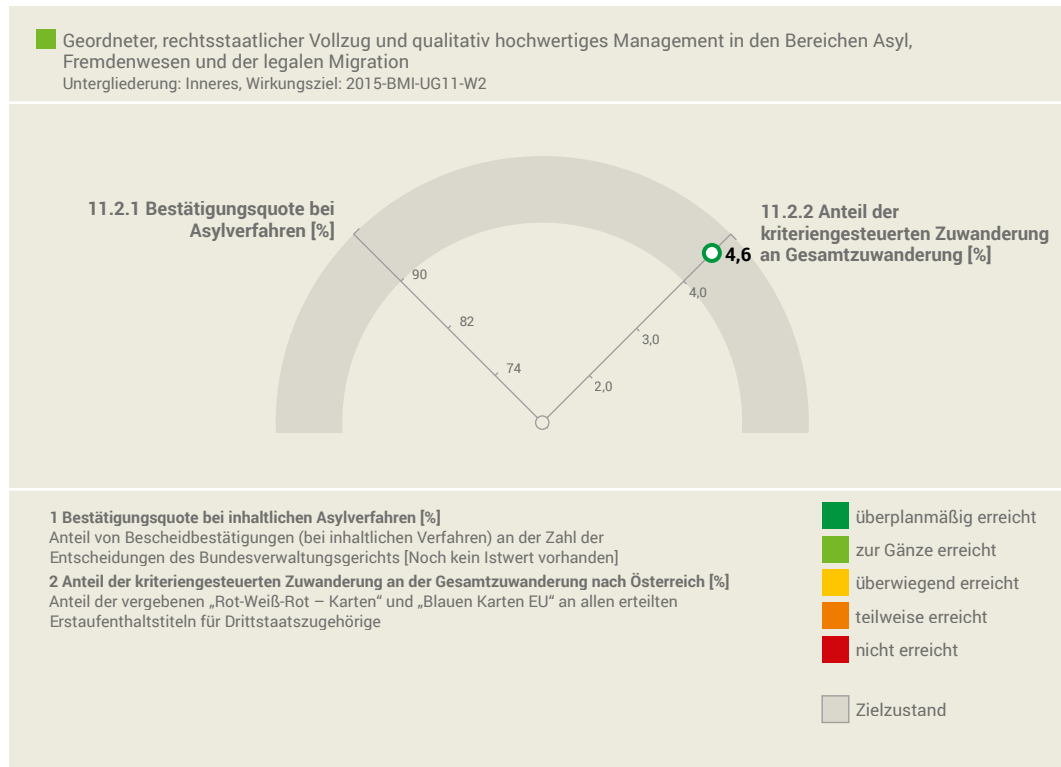 Geordneter, rechtsstaatlicher Vollzug und qualitativ hochwertiges Management in den Bereichen Asyl,
Fremdenwesen und der legalen Migration
Untergliederung: Inneres, Wirkungsziel: 2015-BMI-UG11-W2
11.2.1 Bestätigungsquote bei
Asylverfahren [%]
11.2.2 Anteil der
kriteriengesteuerten Zuwanderung
an Gesamtzuwanderung [%]
4,6
90
82
74
4,0
3,0
2,0
1 Bestätigungsquote bei inhaltlichen Asylverfahren [%]
Anteil von Bescheidbestätigungen (bei inhaltlichen Verfahren) an der Zahl der
Entscheidungen des Bundesverwaltungsgerichts [Noch kein Istwert vorhanden]
2 Anteil der kriteriengesteuerten Zuwanderung an der Gesamtzuwanderung nach Österreich [%]
Anteil der vergebenen „Rot-Weiß-Rot – Karten“ und „Blauen Karten EU“ an allen erteilten
Erstaufenthaltstiteln für Drittstaatszugehörige
überplanmäßig erreicht
zur Gänze erreicht
überwiegend erreicht
teilweise erreicht
nicht erreicht
Zielzustand